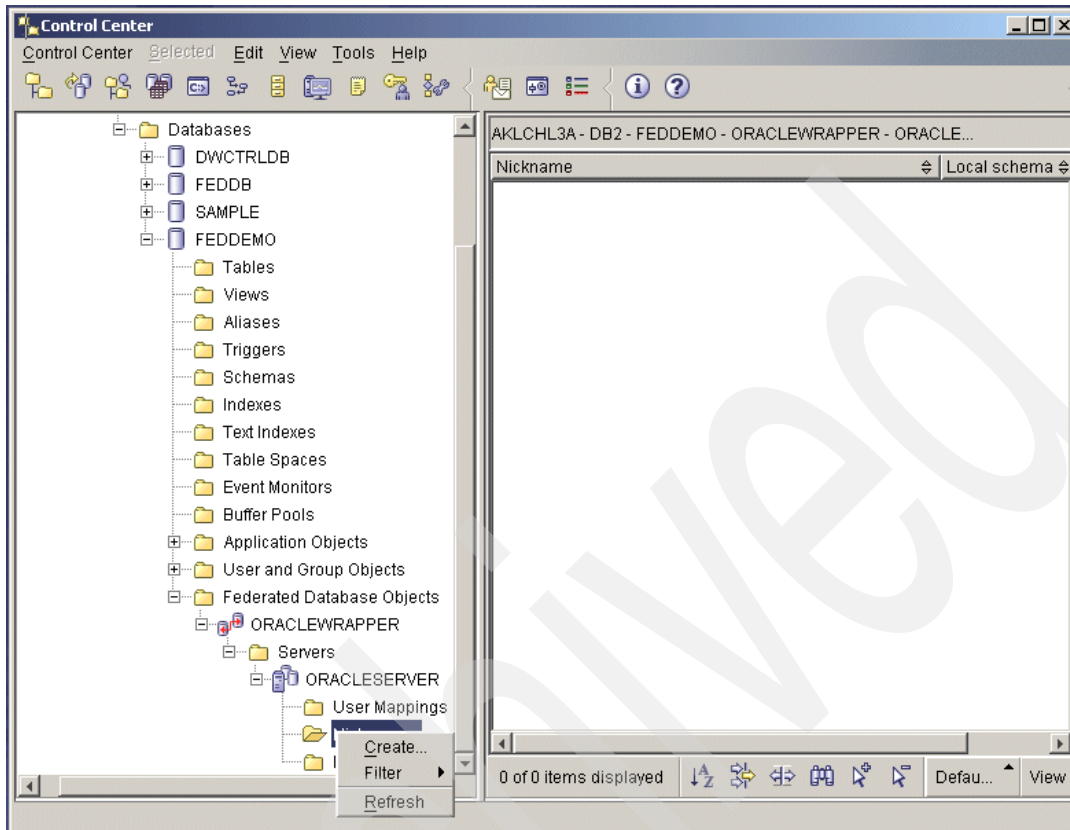 Control Center
Control Center Selected Edit View Tools Help
Databases
DWCTRLDB
FEDDB
SAMPLE
FEDDEMO
Tables
Views
Aliases
Triggers
Schemas
Indexes
Text Indexes
Table Spaces
Event Monitors
Buffer Pools
Application Objects
User and Group Objects
Federated Database Objects
ORACLEWRAPPER
Servers
ORACLESERVER
User Mappings
Create...
Filter
Refresh
AKLCHL3A - DB2 - FEDDEMO - ORACLEWRAPPER - ORACLE...
Nickname Local schema
0 of 0 items displayed Defau... View